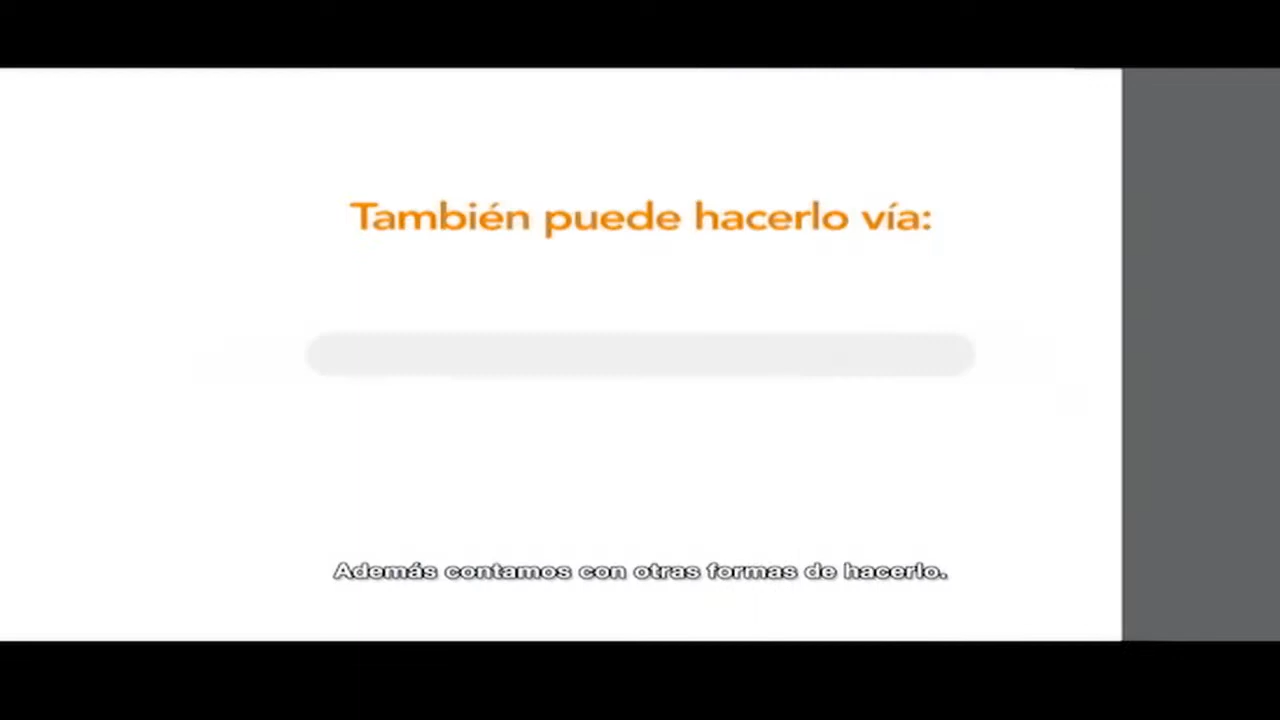 También puede hacerlo vía:
Además contamos con otras formas de hacerlo.